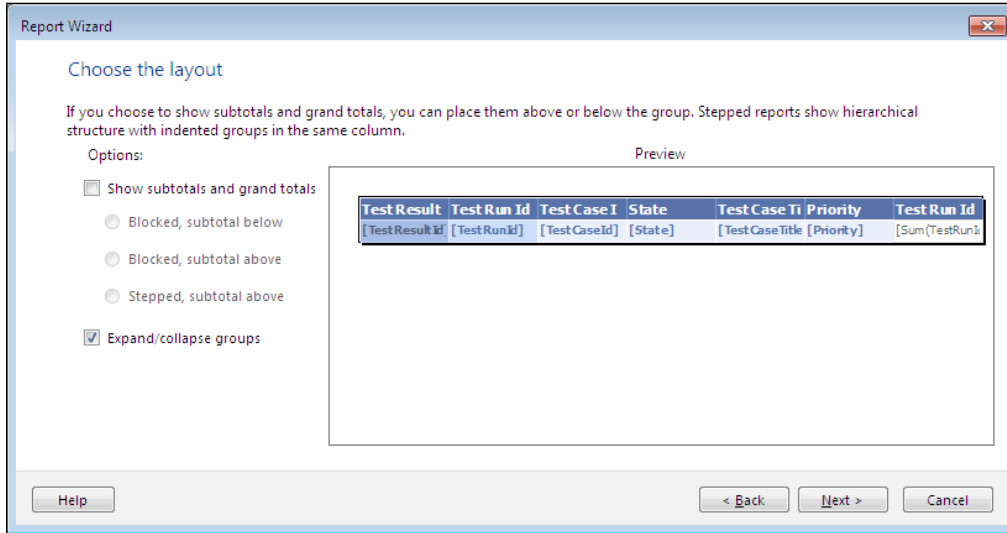 Report Wizard
Choose the layout
If you choose to show subtotals and grand totals, you can place them above or below the group. Stepped reports show hierarchical
structure with indented groups in the same column.
Options:
Preview
Show subtotals and grand totals
Blocked, subtotal below
Blocked, subtotal above
Stepped, subtotal above
Expand/collapse groups
Test Result Test Run Id Test Case I State Test Case Ti Priority Test Run Id
[TestResultId] [TestRunId] [TestCaseId] [State] [TestCaseTitle [Priority] [Sum(TestRunI
Help
< Back
Next >
Cancel